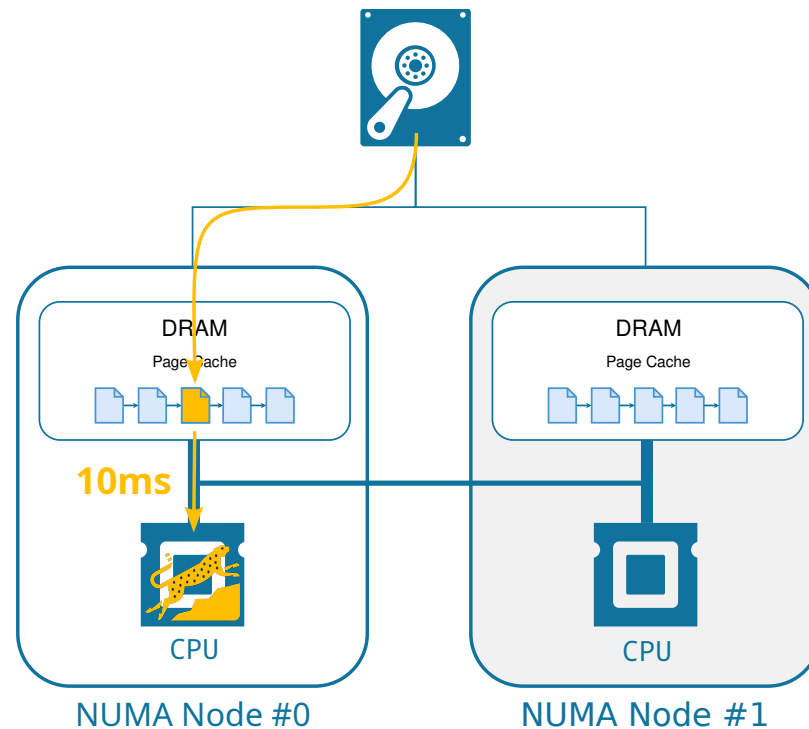 DRAM
Page Cache
10ms
CPU
NUMA Node #0
DRAM
Page Cache
CPU
NUMA Node #1